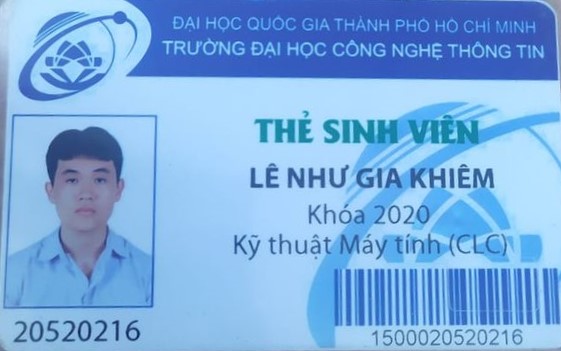 ĐẠI HỌC QUỐC GIA THÀNH PHỐ HỒ CHÍ MINH
TRƯỜNG ĐẠI HỌC CÔNG NGHỆ THÔNG TIN
THẺ SINH VIÊN
LÊ NHƯ GIA KHIÊM
Khóa 2020
Kỹ thuật Máy tính (CLC)
20520216
1500020520216